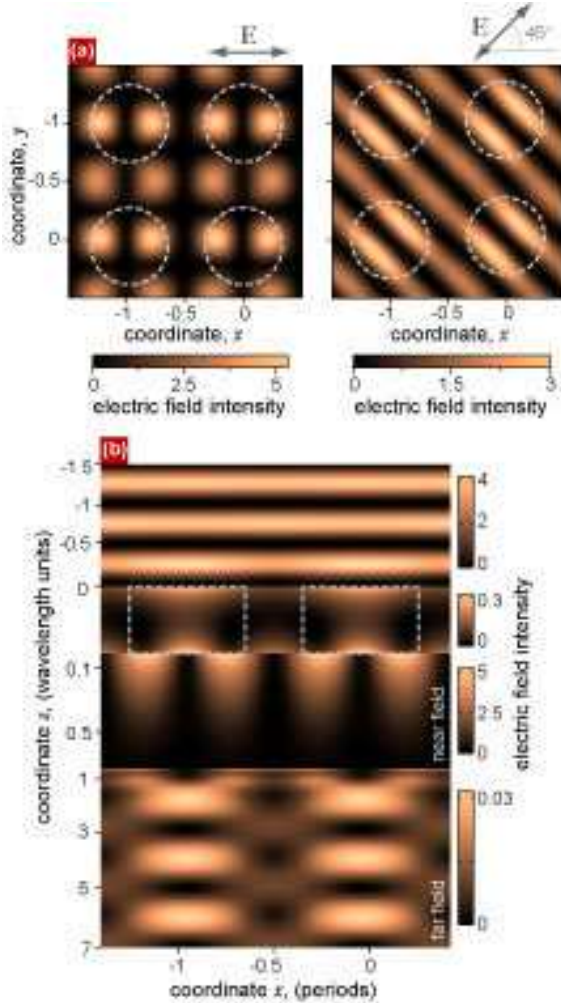 E
E 45°
(a)
coordinate, y
-1
-0.5
0
-1 -0.5 0
coordinate, x
-1 -0.5 0
coordinate, x
0 2.5 5
electric field intensity
0 1.5 3
electric field intensity
(b)
coordinate z, (wavelength units)
-1.5
-1
-0.5
0
0.1
0.5
1
3
5
7
4
2
0
0.3
0
5
2.5
0
0.03
0
electric field intensity
near field
far field
-1 -0.5 0
coordinate x, (periods)